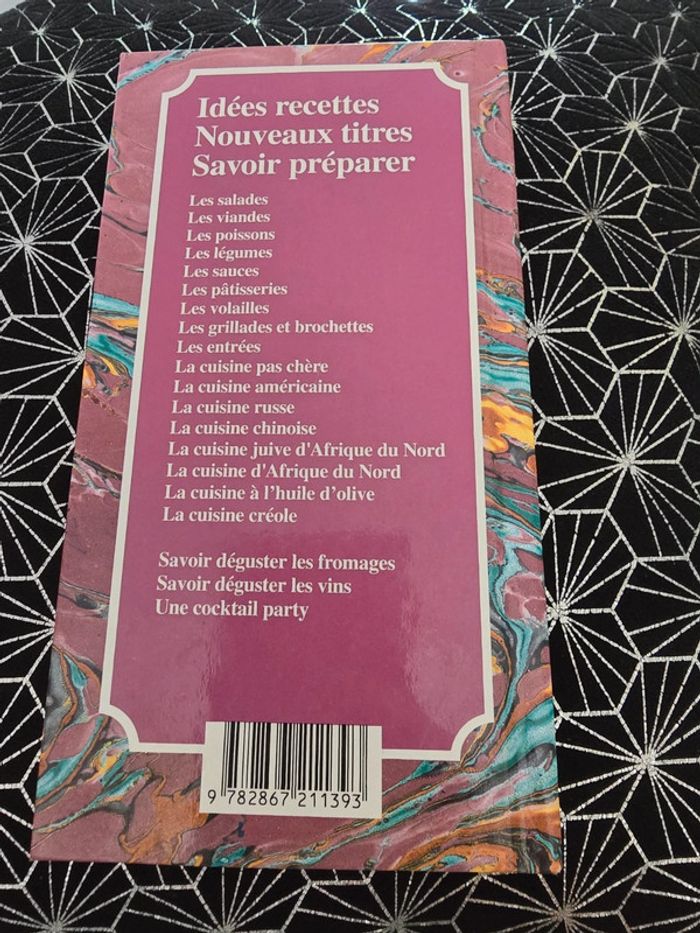 Idées recettes
Nouveaux titres
Savoir préparer
Les salades
Les viandes
Les poissons
Les légumes
Les sauces
Les pâtisseries
Les volailles
Les grillades et brochettes
Les entrées
La cuisine pas chère
La cuisine américaine
La cuisine russe
La cuisine chinoise
La cuisine juive d'Afrique du Nord
La cuisine d'Afrique du Nord
La cuisine à l'huile d'olive
La cuisine créole
Savoir déguster les fromages
Savoir déguster les vins
Une cocktail party
9 782867 211393